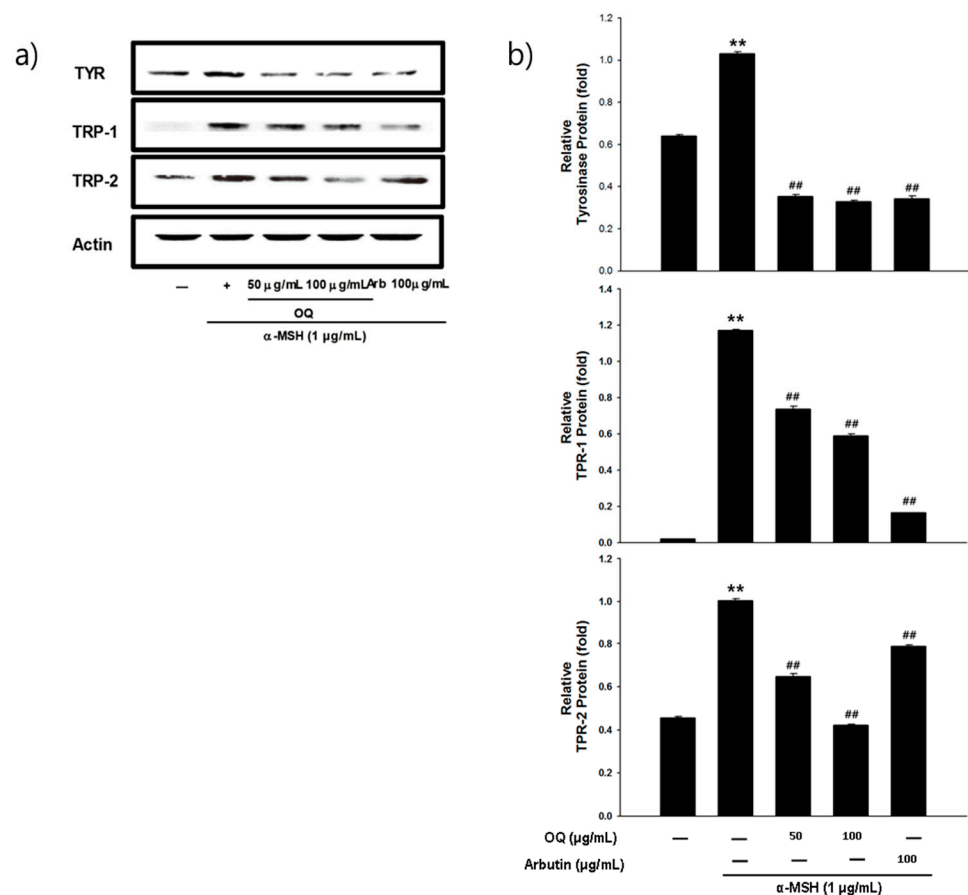 a)
TYR
TRP-1
TRP-2
Actin
— + 50 μg/mL 100 μg/mL Arb 100μg/mL
OQ
α-MSH (1 μg/mL)
b)
Relative
Tyrosinase Protein (fold)
1.2
1.0
0.8
0.6
0.4
0.2
0.0
**
##
##
##
Relative
TPR-1 Protein (fold)
1.2
1.0
0.8
0.6
0.4
0.2
0.0
**
##
##
##
Relative
TPR-2 Protein (fold)
1.2
1.0
0.8
0.6
0.4
0.2
0.0
**
##
##
##
OQ (μg/mL) — — 50 100 —
Arbutin (μg/mL) — — — — 100
α-MSH (1 μg/mL)